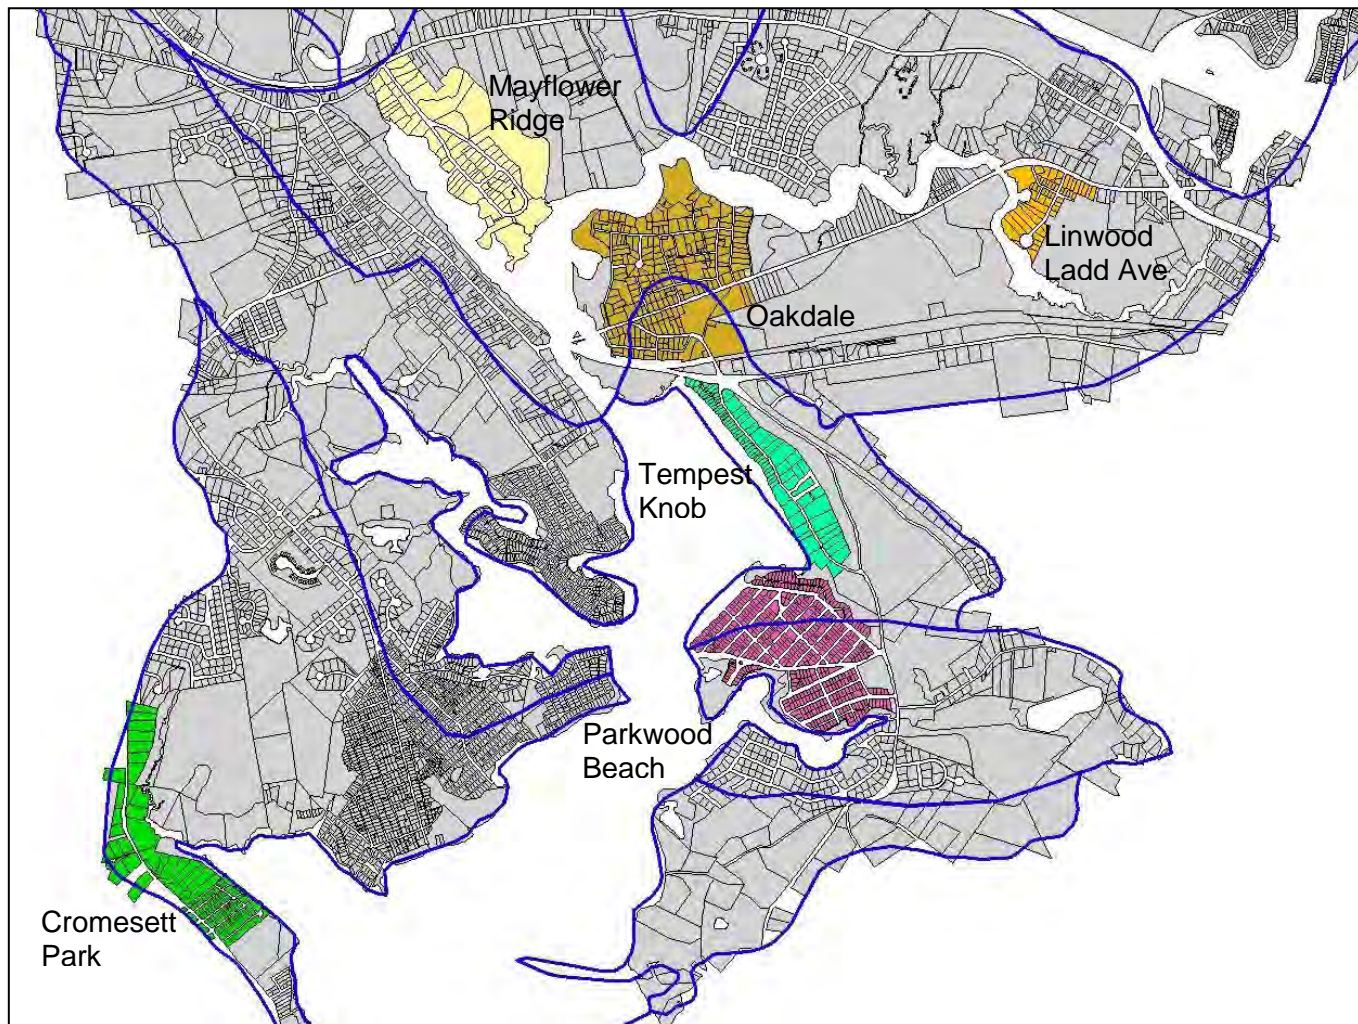 Mayflower
Ridge
Linwood
Ladd Ave
Oakdale
Tempest
Knob
Parkwood
Beach
Cromesett
Park